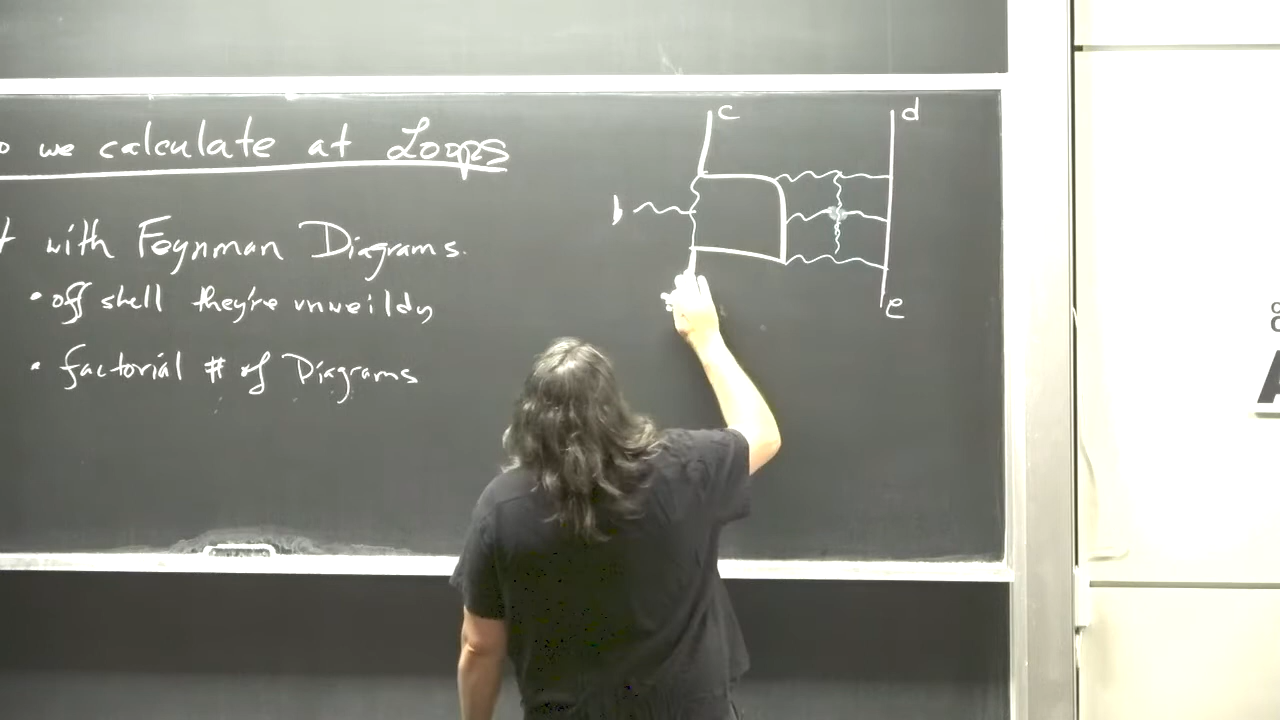 we calculate at Loops
with Feynman Diagrams.
• off shell they're unweildy
• factorial # of Diagrams
c
d
b
e